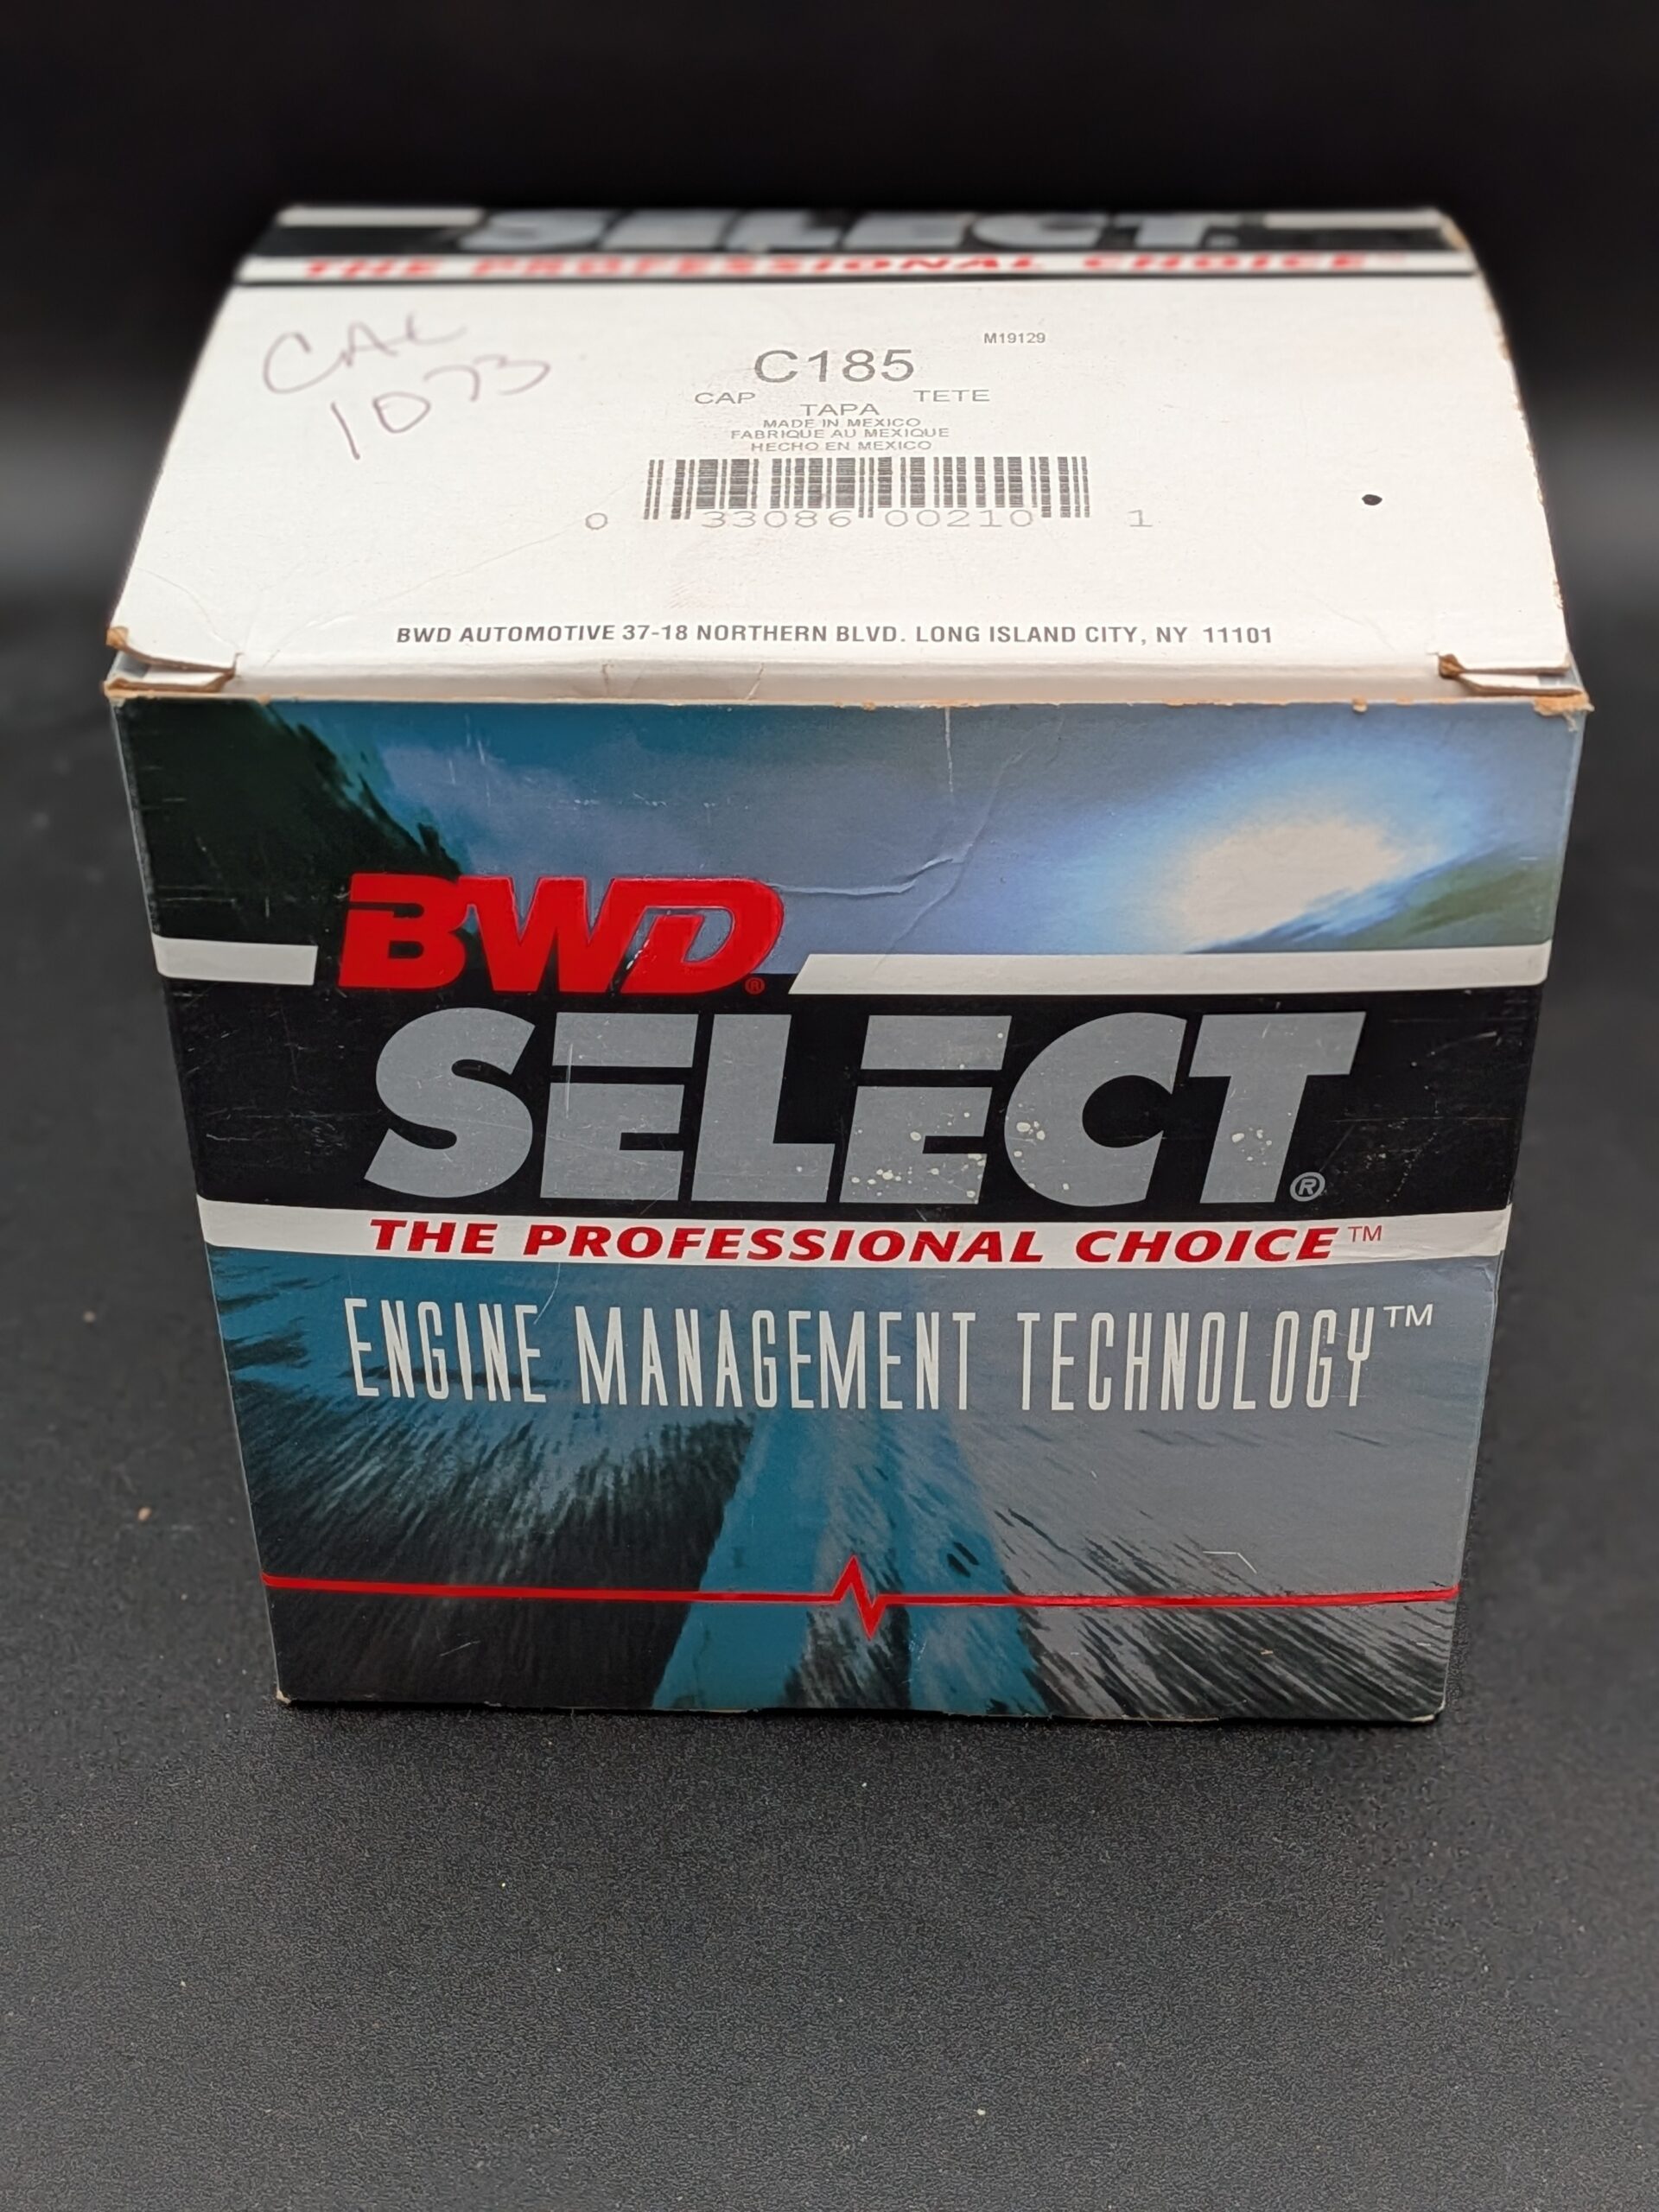 SELECT
THE PROFESSIONAL CHOICE
CAL
1073
M19129
C185
CAP TETE
TAPA
MADE IN MEXICO
FABRIQUE AU MEXIQUE
HECHO EN MEXICO
0 33086 00210 1
BWD AUTOMOTIVE 37-18 NORTHERN BLVD. LONG ISLAND CITY, NY 11101
BWD®
SELECT®
THE PROFESSIONAL CHOICE™
ENGINE MANAGEMENT TECHNOLOGY™